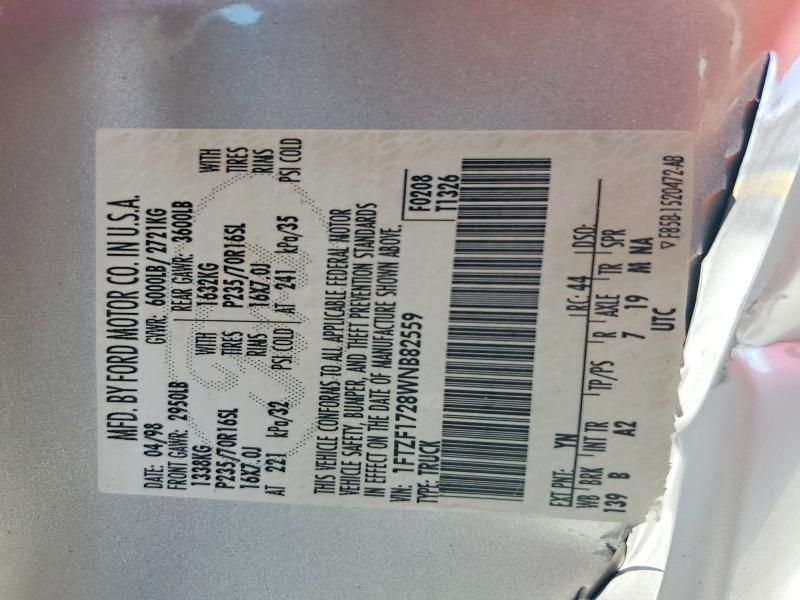 MFD. BY FORD MOTOR CO. IN U.S.A.
DATE: 04/98 GVWR: 6000LB/ 2721KG
FRONT GAWR: 2950LB REAR GAWR: 3600LB
1338KG WITH 1632KG WITH
P235/70R16SL TIRES P235/70R16SL TIRES
16X7.0J RIMS 16X7.0J RIMS
AT 221 kPa/32 PSI COLD AT 241 kPa/35 PSI COLD
THIS VEHICLE CONFORMS TO ALL APPLICABLE FEDERAL MOTOR
VEHICLE SAFETY, BUMPER, AND THEFT PREVENTION STANDARDS
IN EFFECT ON THE DATE OF MANUFACTURE SHOWN ABOVE.
VIN: 1FTZF1728WNB82559 F0208
TYPE: TRUCK T1326
EXT PNT: YN RC: 44 DSO:
WB BRK INT TR TP/PS R AXLE TR SPR
139 B A2 7 19 M NA
UTC
F85B-1520472-AB